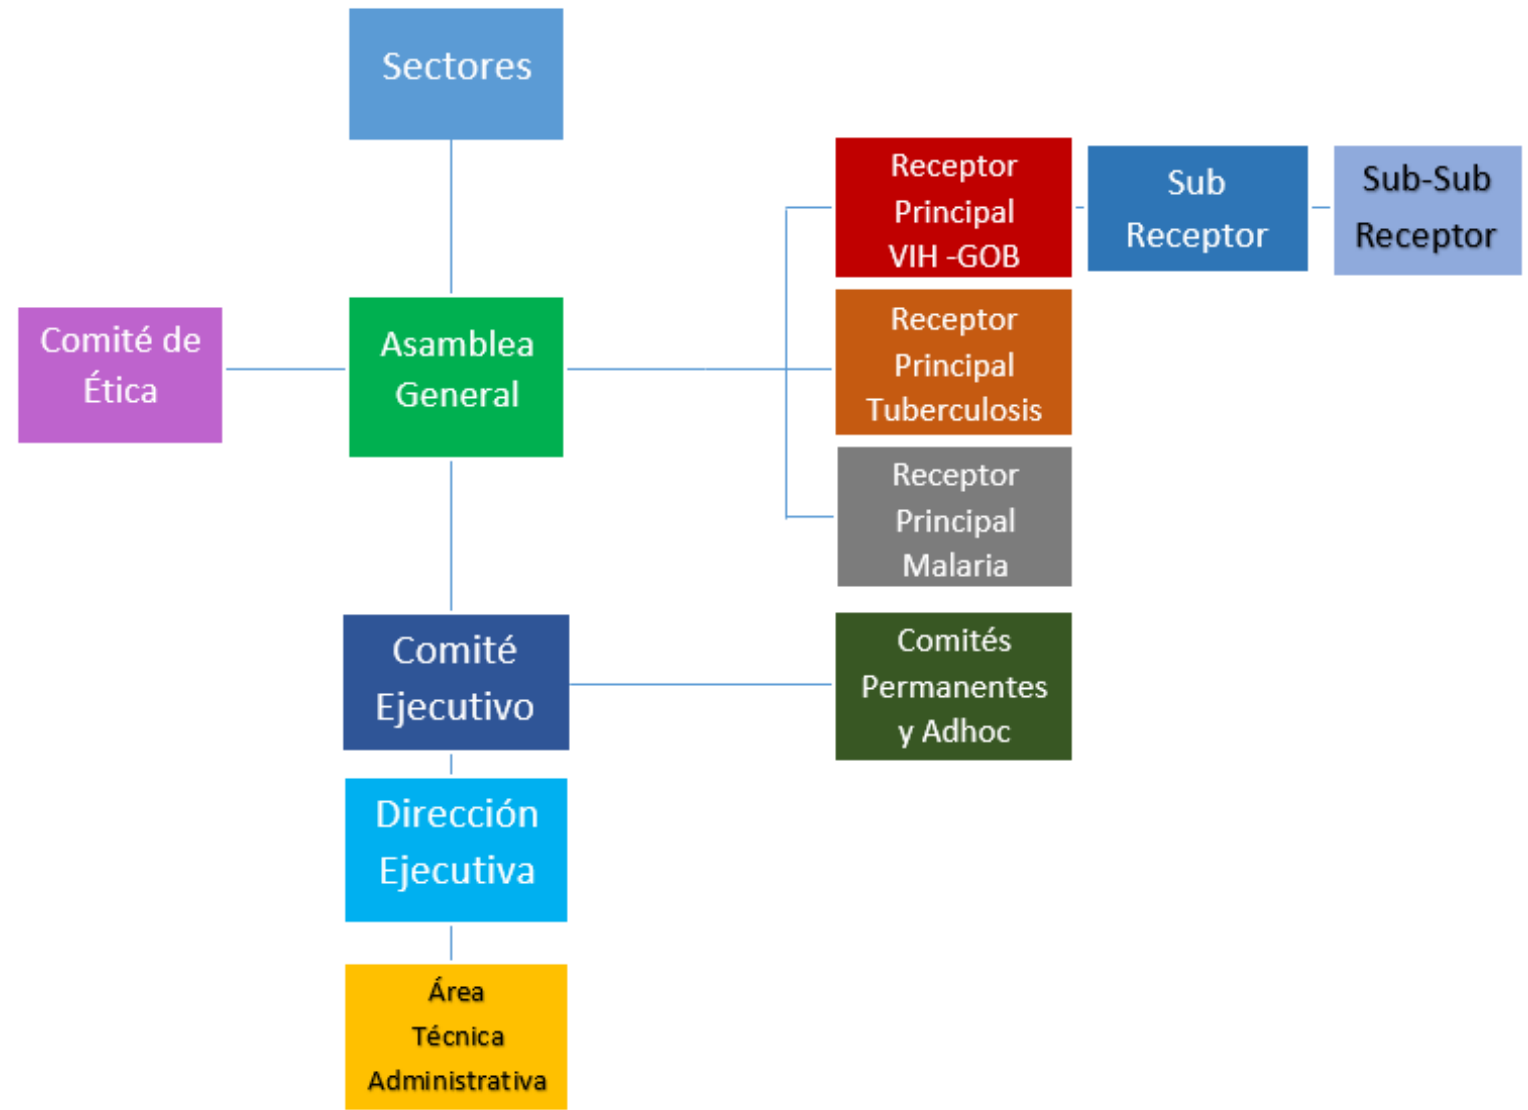 Sectores
Receptor
Principal
VIH -GOB
Sub
Receptor
Sub-Sub
Receptor
Comité de
Ética
Asamblea
General
Receptor
Principal
Tuberculosis
Receptor
Principal
Malaria
Comité
Ejecutivo
Comités
Permanentes
y Adhoc
Dirección
Ejecutiva
Área
Técnica
Administrativa